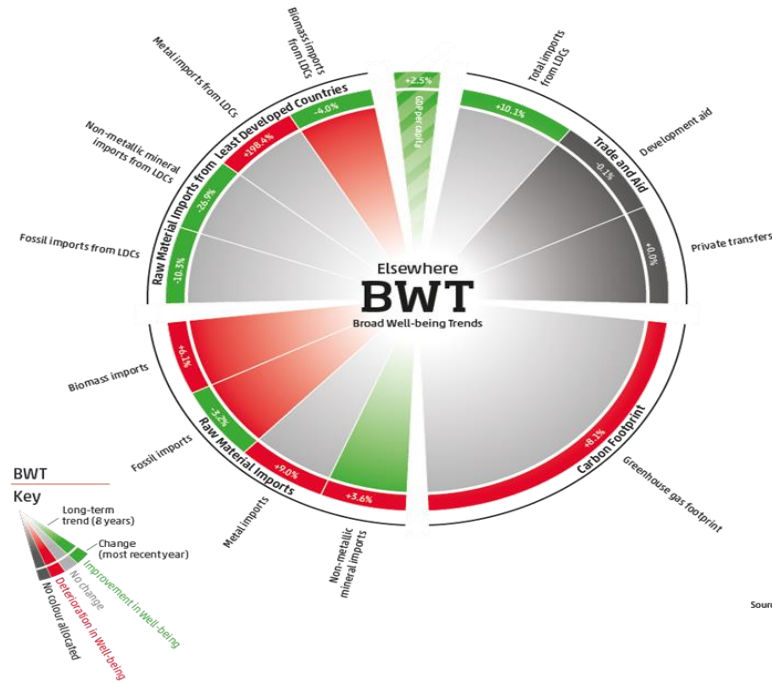 Biomass imports
from LDCs
Metal imports from LDCs
Non-metallic mineral
imports from LDCs
Fossil imports from LDCs
Raw Material Imports from Least Developed Countries
-4.0%
+198.4%
-26.9%
-10.3%
+2.5%
GDP per capita
Total imports
from LDCs
Development aid
Private transfers
Trade and Aid
+10.1%
-0.1%
+0.0%
Elsewhere
BWT
Broad Well-being Trends
Biomass imports
Fossil imports
Metal imports
Non-metallic
mineral imports
Raw Material Imports
+6.1%
-3.2%
+9.0%
+3.6%
Carbon Footprint
+8.1%
Greenhouse gas footprint
BWT
Key
Long-term
trend (8 years)
Change
(most recent year)
Improvement in Well-being
No change
Deterioration in Well-being
No colour allocated